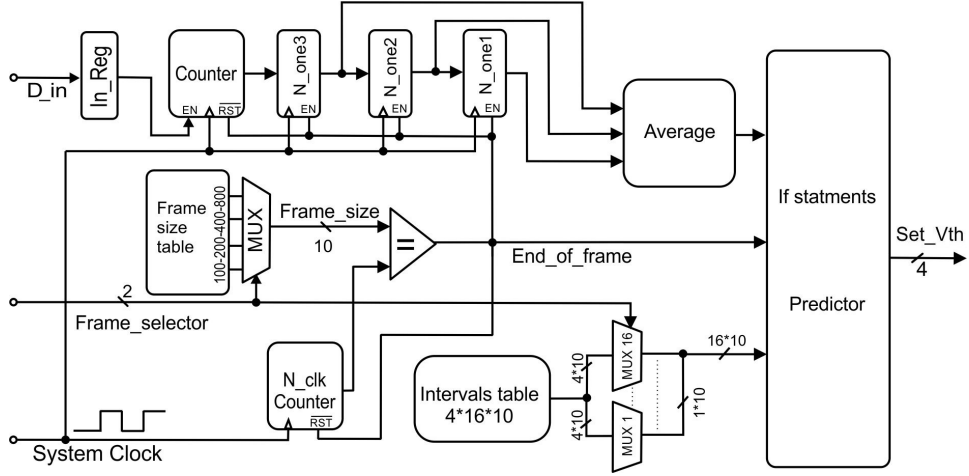 D_in
In_Reg
Counter
EN
RST
N_one3
EN
N_one2
EN
N_one1
EN
Average
If statments
Predictor
Set_Vth
4
Frame
size
table
100-200-400-800
MUX
Frame_size
10
=
End_of_frame
2
Frame_selector
N_clk
Counter
RST
Intervals table
4*16*10
4*10
4*10
MUX 16
MUX 1
16*10
1*10
System Clock